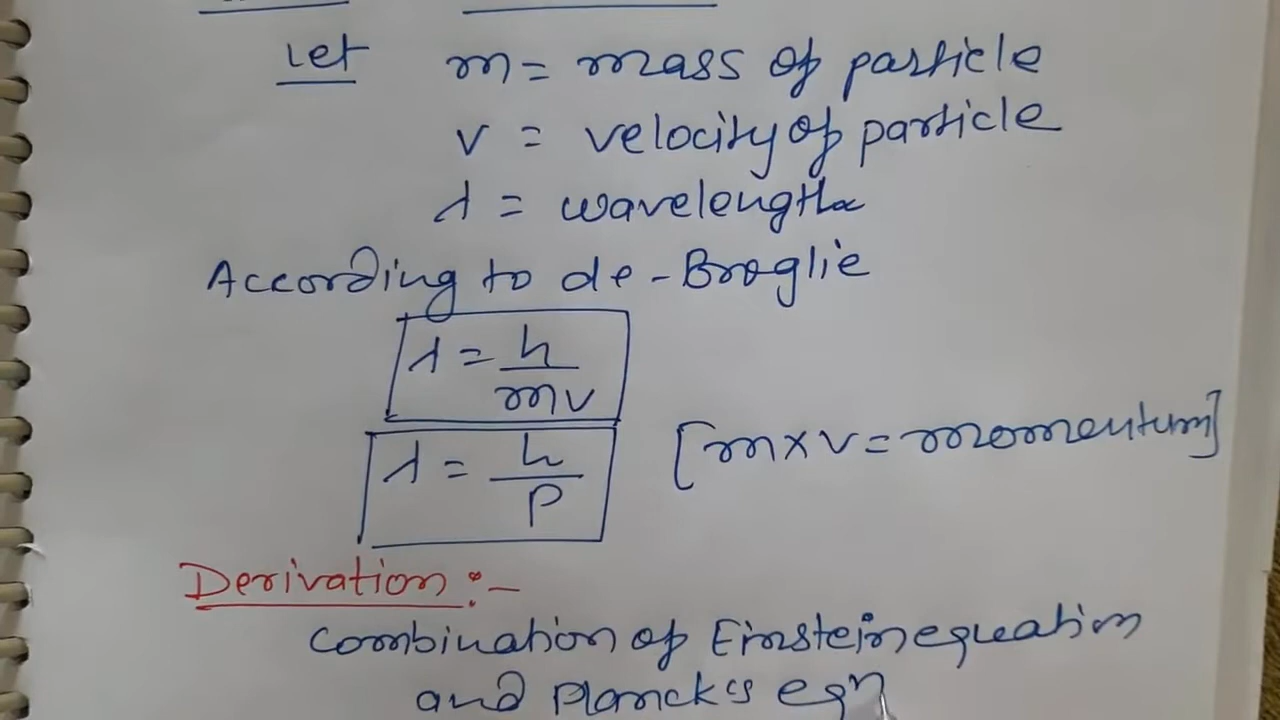 Let m = mass of particle
v = velocity of particle
λ = wavelength
According to de-Broglie
λ = h/mv
λ = h/P [m×v = momentum]
Derivation :-
Combination of Einstein equation
and Planck's eqn